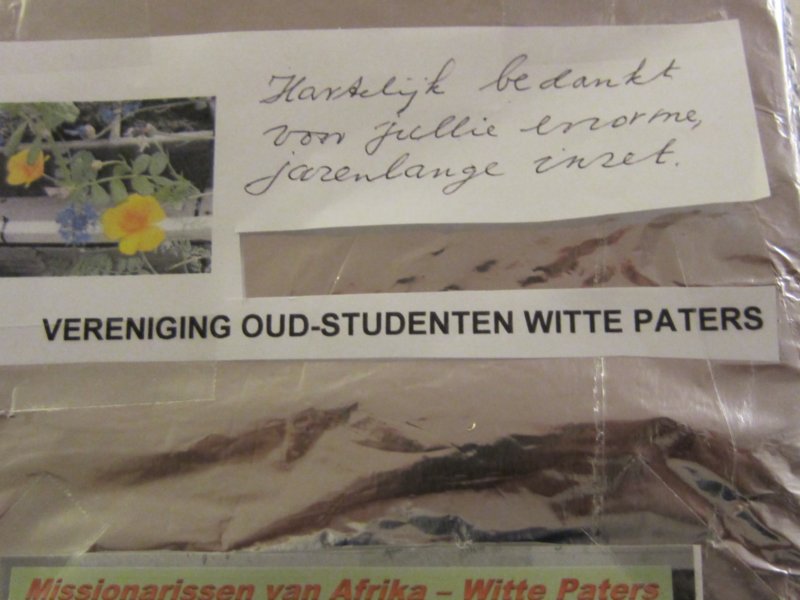 Hartelijk bedankt
voor jullie enorme,
jarenlange inzet.
VERENIGING OUD-STUDENTEN WITTE PATERS
Missionarissen van Afrika – Witte Paters